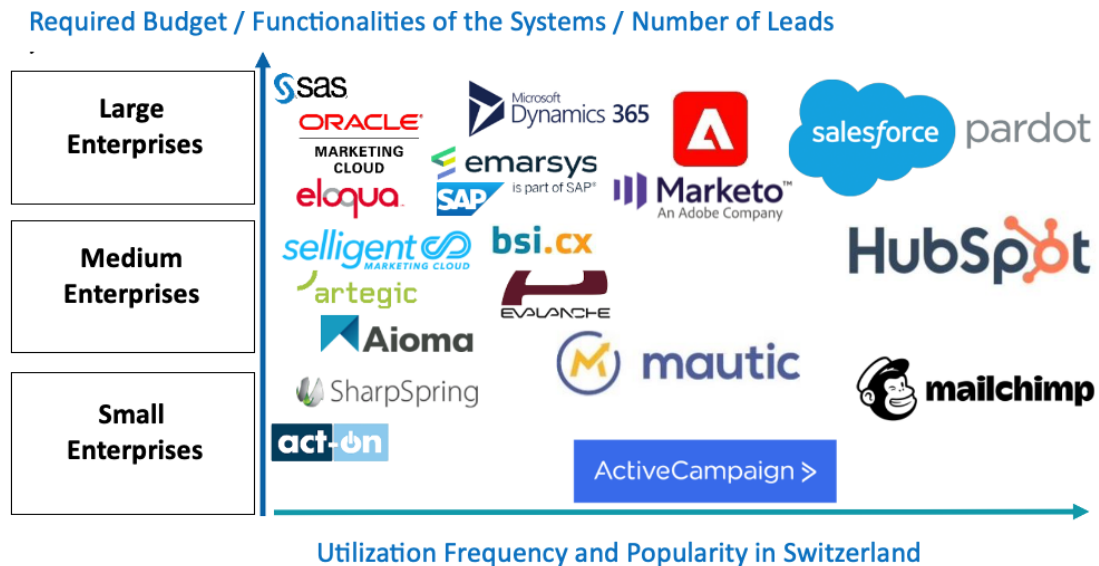 Required Budget / Functionalities of the Systems / Number of Leads
Large
Enterprises
Medium
Enterprises
Small
Enterprises
sas
ORACLE
MARKETING
CLOUD
eloqua
Microsoft
Dynamics 365
emarsys
is part of SAP®
SAP
Marketo™
An Adobe Company
salesforce
pardot
selligent
MARKETING CLOUD
bsi.cx
HubSpot
artegic
EVALANCHE
Aioma
mautic
SharpSpring
mailchimp
act-on
ActiveCampaign >
Utilization Frequency and Popularity in Switzerland